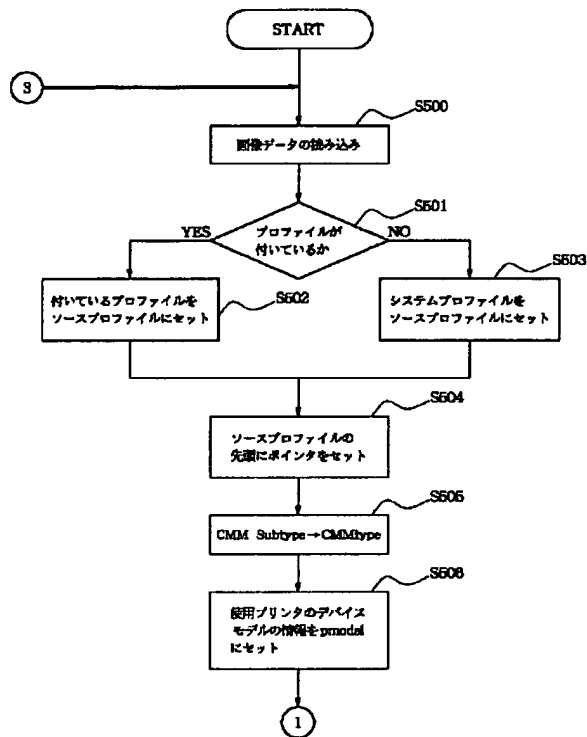 START
3
S500
画像データの読み込み
S501
プロファイルが
付いているか
YES
NO
S502
付いているプロファイルを
ソースプロファイルにセット
S503
システムプロファイルを
ソースプロファイルにセット
S504
ソースプロファイルの
先頭にポインタをセット
S505
CMM Subtype→CMMtype
S506
使用プリンタのデバイス
モデルの情報をpmodel
にセット
1